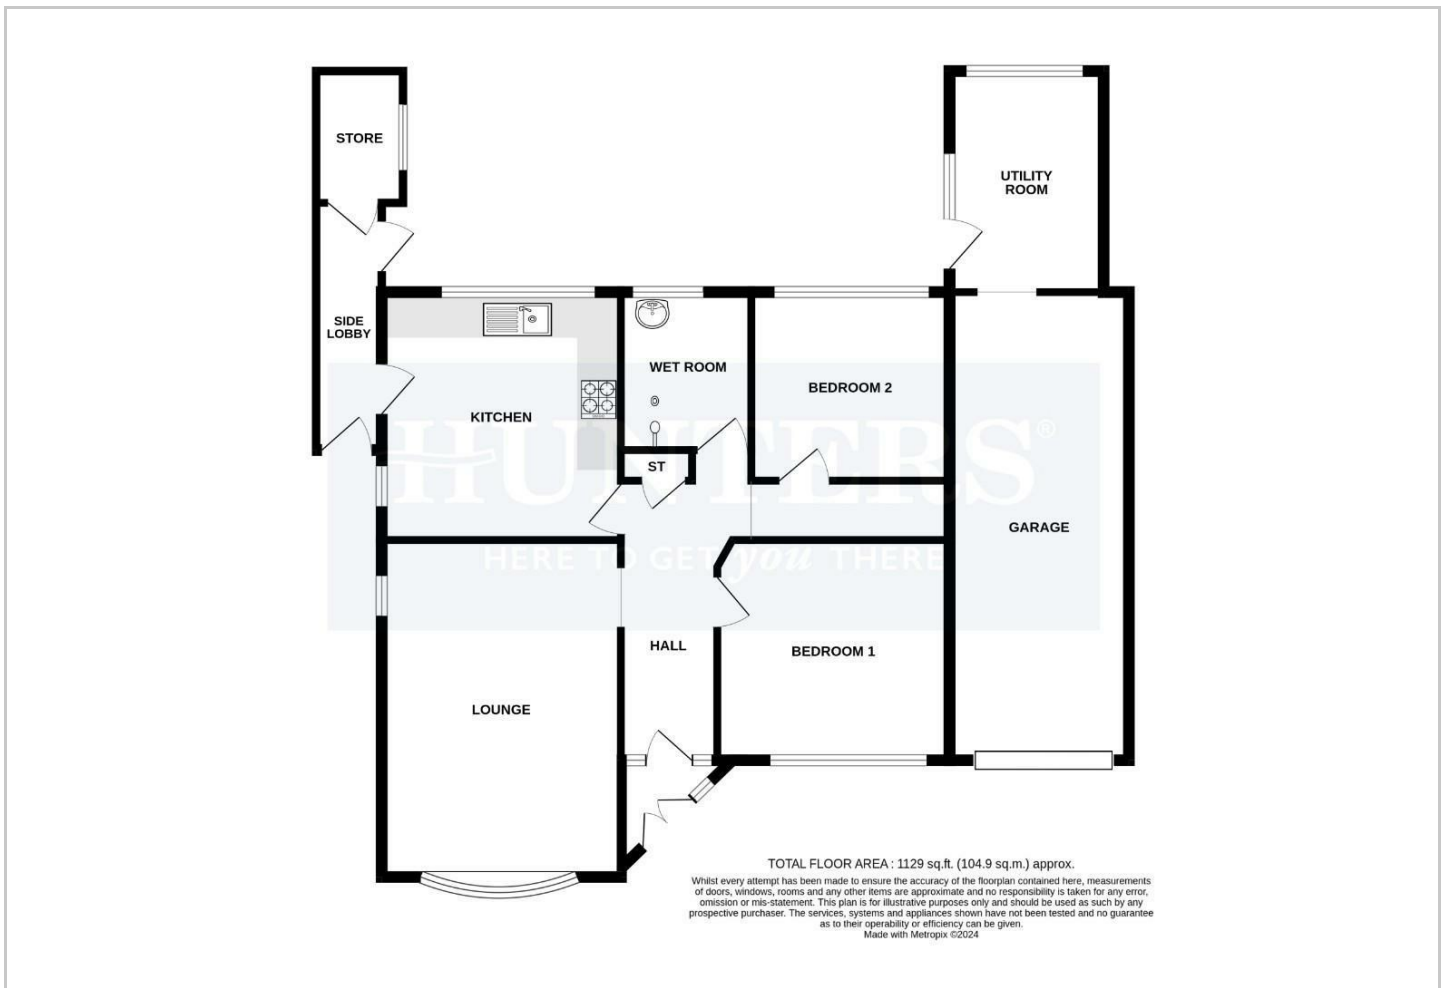 STORE
UTILITY
ROOM
SIDE
LOBBY
WET ROOM
BEDROOM 2
KITCHEN
HUNTERS®
ST
GARAGE
HERE TO GET you THERE
HALL
BEDROOM 1
LOUNGE
TOTAL FLOOR AREA : 1129 sq.ft. (104.9 sq.m.) approx.
Whilst every attempt has been made to ensure the accuracy of the floorplan contained here, measurements
of doors, windows, rooms and any other items are approximate and no responsibility is taken for any error,
omission or mis-statement. This plan is for illustrative purposes only and should be used as such by any
prospective purchaser. The services, systems and appliances shown have not been tested and no guarantee
as to their operability or efficiency can be given.
Made with Metropix ©2024